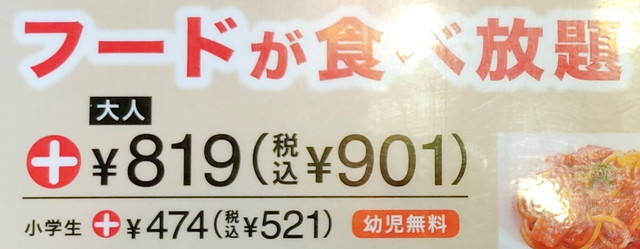 フードが食べ放題
大人
+¥819(税込¥901)
小学生 +¥474(税込¥521) 幼児無料